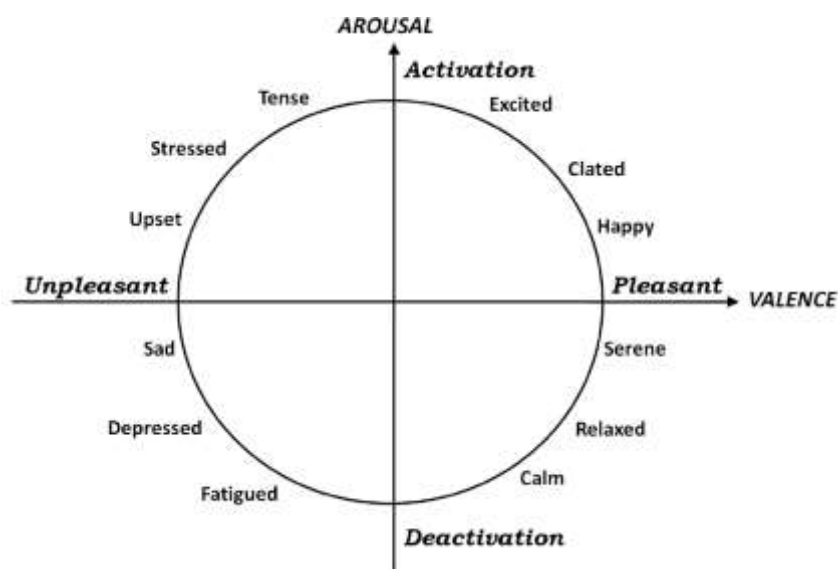 AROUSAL
Activation
Tense
Excited
Stressed
Clated
Upset
Happy
Unpleasant
Pleasant
VALENCE
Sad
Serene
Depressed
Relaxed
Fatigued
Calm
Deactivation